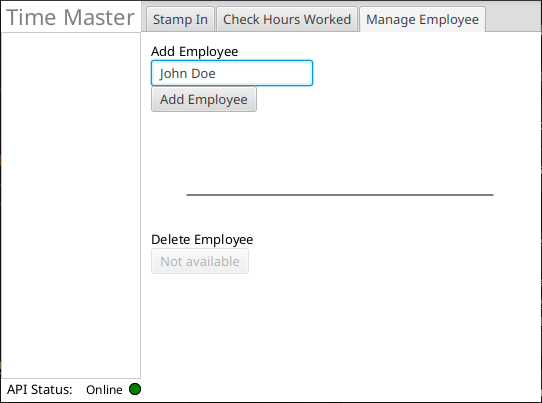 Time Master
Stamp In
Check Hours Worked
Manage Employee
Add Employee
John Doe
Add Employee
Delete Employee
Not available
API Status: Online